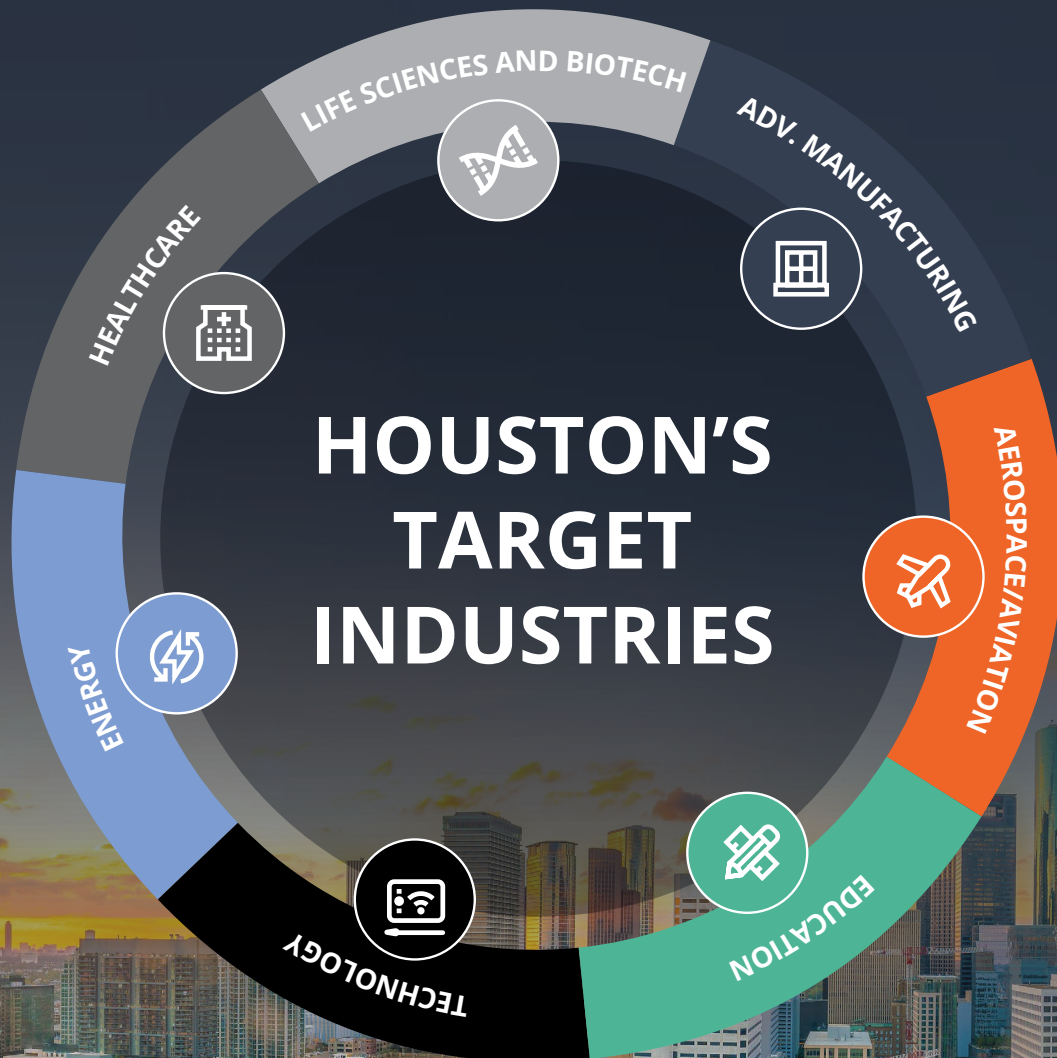 HOUSTON’S
TARGET
INDUSTRIES
LIFE SCIENCES AND BIOTECH
ADV. MANUFACTURING
AEROSPACE/AVIATION
EDUCATION
TECHNOLOGY
ENERGY
HEALTHCARE